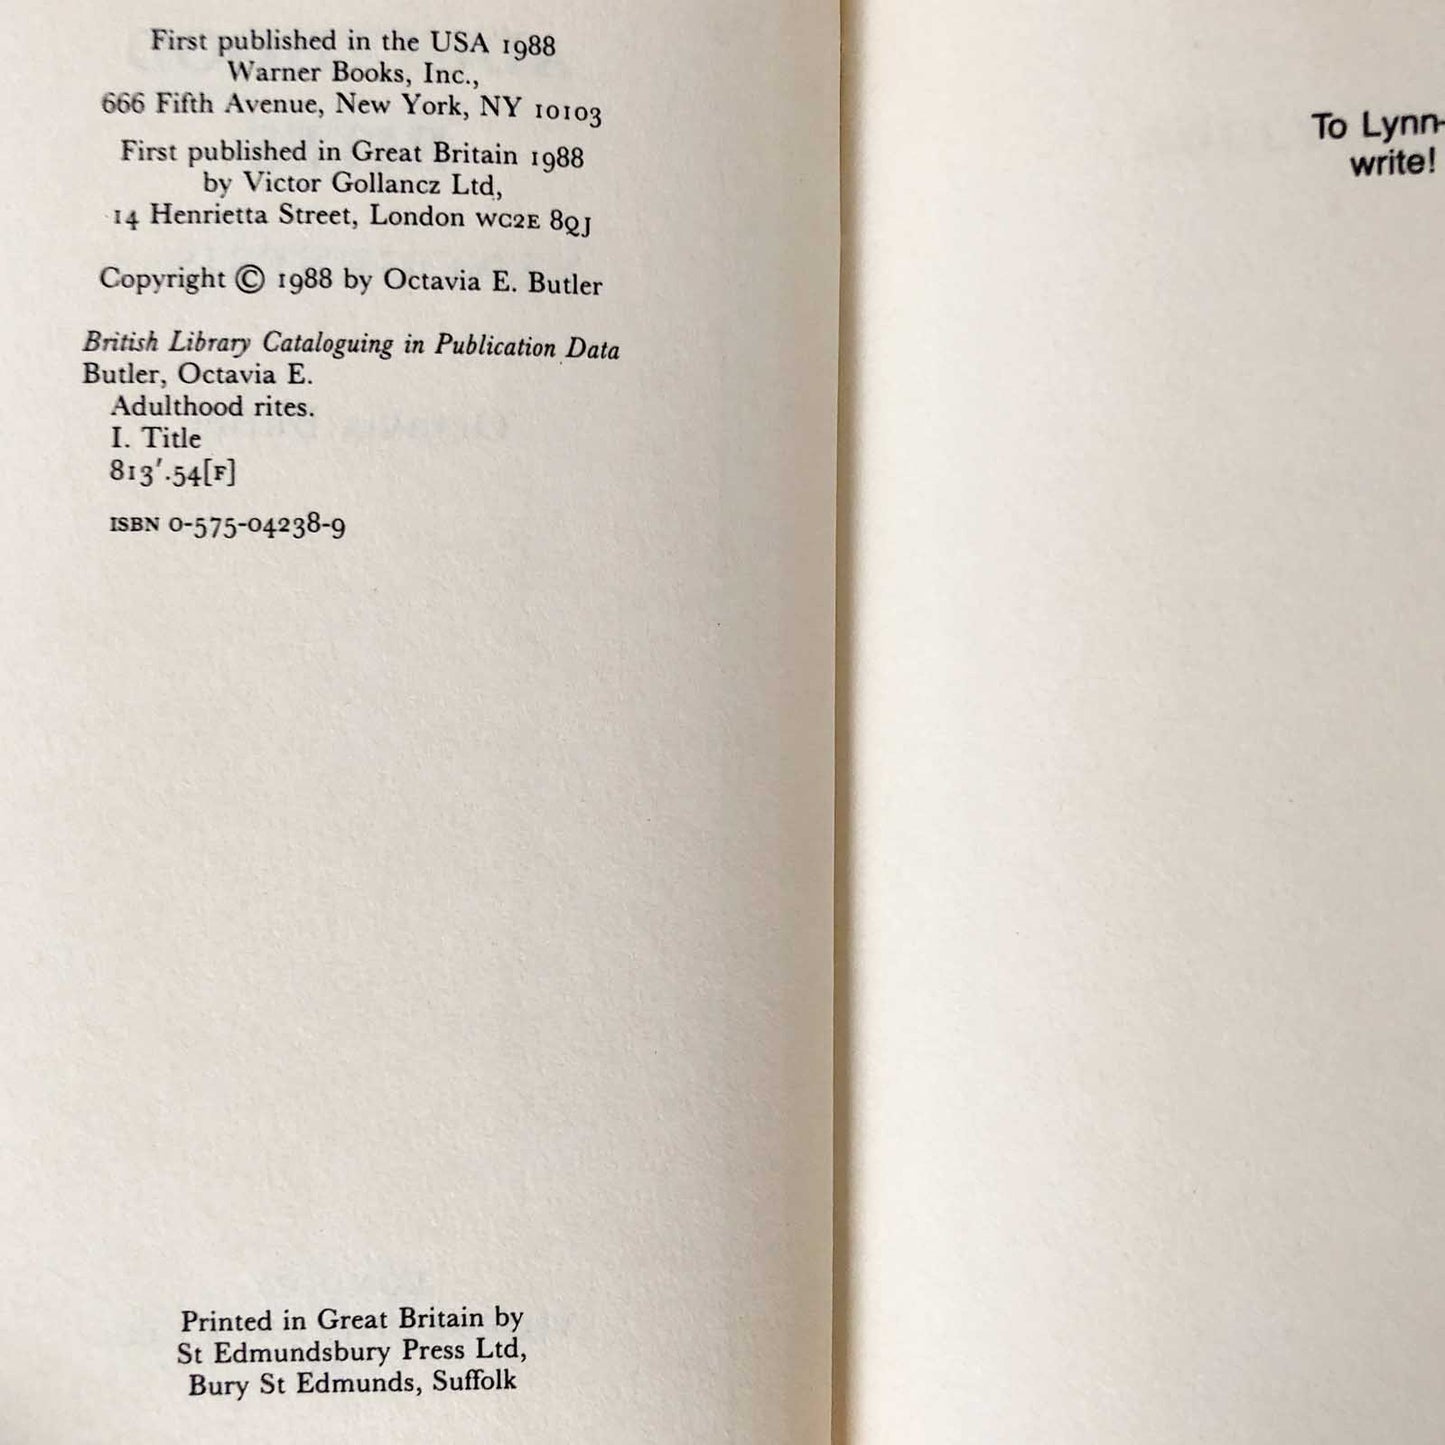 First published in the USA 1988
Warner Books, Inc.,
666 Fifth Avenue, New York, NY 10103
First published in Great Britain 1988
by Victor Gollancz Ltd,
14 Henrietta Street, London WC2E 8QJ
Copyright © 1988 by Octavia E. Butler
British Library Cataloguing in Publication Data
Butler, Octavia E.
Adulthood rites.
I. Title
813'.54[F]
ISBN 0-575-04238-9
Printed in Great Britain by
St Edmundsbury Press Ltd,
Bury St Edmunds, Suffolk
To Lynn-
write!